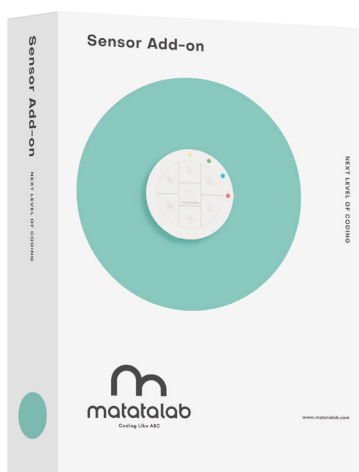 Sensor Add-on
NEXT LEVEL OF CODING
Sensor Add-on
NEXT LEVEL OF CODING
matatalab
Coding Like ABC
www.matatalab.com